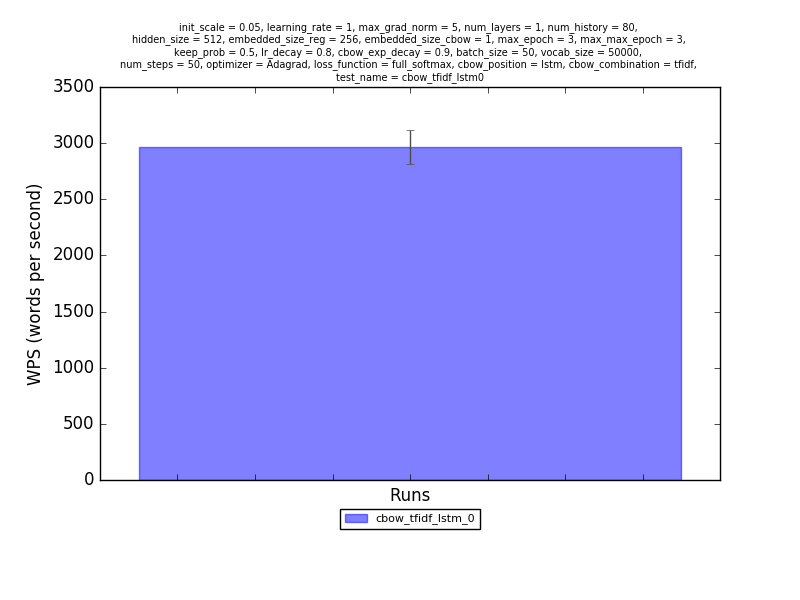 init_scale = 0.05, learning_rate = 1, max_grad_norm = 5, num_layers = 1, num_history = 80,
hidden_size = 512, embedded_size_reg = 256, embedded_size_cbow = 1, max_epoch = 3, max_max_epoch = 3,
keep_prob = 0.5, lr_decay = 0.8, cbow_exp_decay = 0.9, batch_size = 50, vocab_size = 50000,
num_steps = 50, optimizer = Adagrad, loss_function = full_softmax, cbow_position = lstm, cbow_combination = tfidf,
test_name = cbow_tfidf_lstm0
3500
3000
2500
2000
1500
1000
500
0
WPS (words per second)
Runs
cbow_tfidf_lstm_0